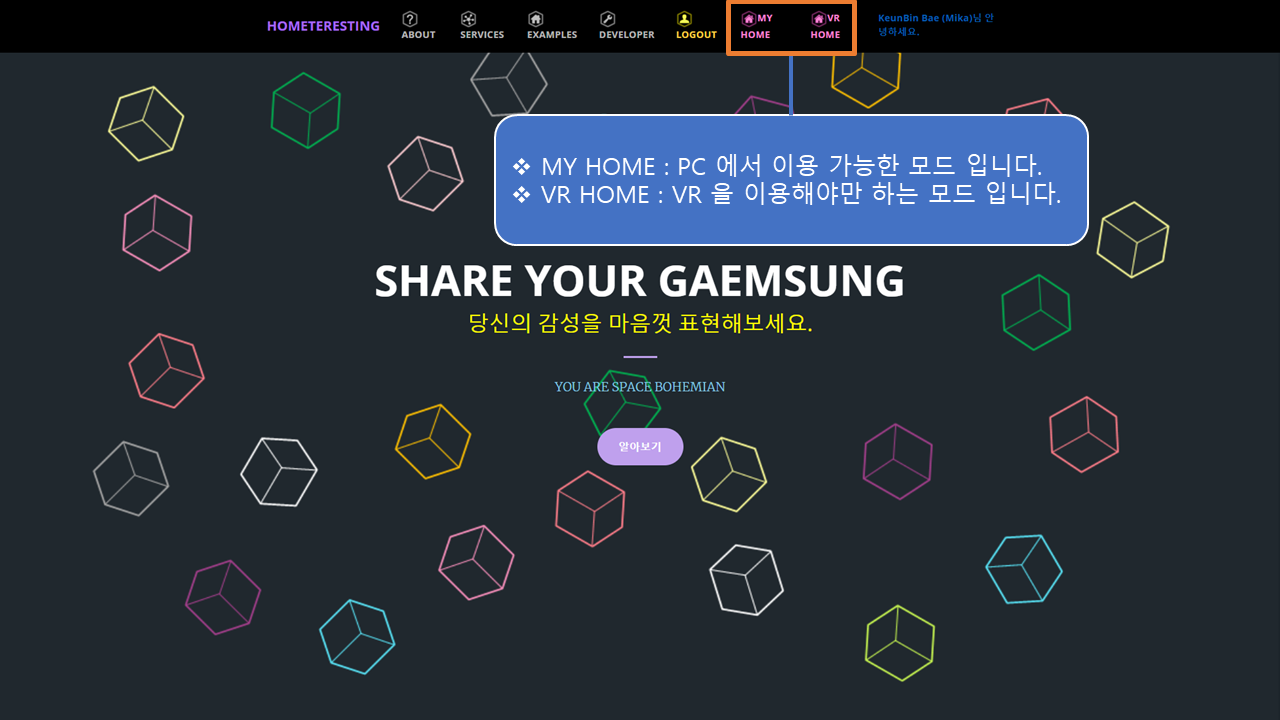 HOMETERESTING
ABOUT
SERVICES
EXAMPLES
DEVELOPER
LOGOUT
MY
HOME
VR
HOME
KeunBin Bae (Mika)님 안
녕하세요.
❖ MY HOME : PC 에서 이용 가능한 모드 입니다.
❖ VR HOME : VR 을 이용해야만 하는 모드 입니다.
SHARE YOUR GAEMSUNG
당신의 감성을 마음껏 표현해보세요.
YOU ARE SPACE BOHEMIAN
알아보기